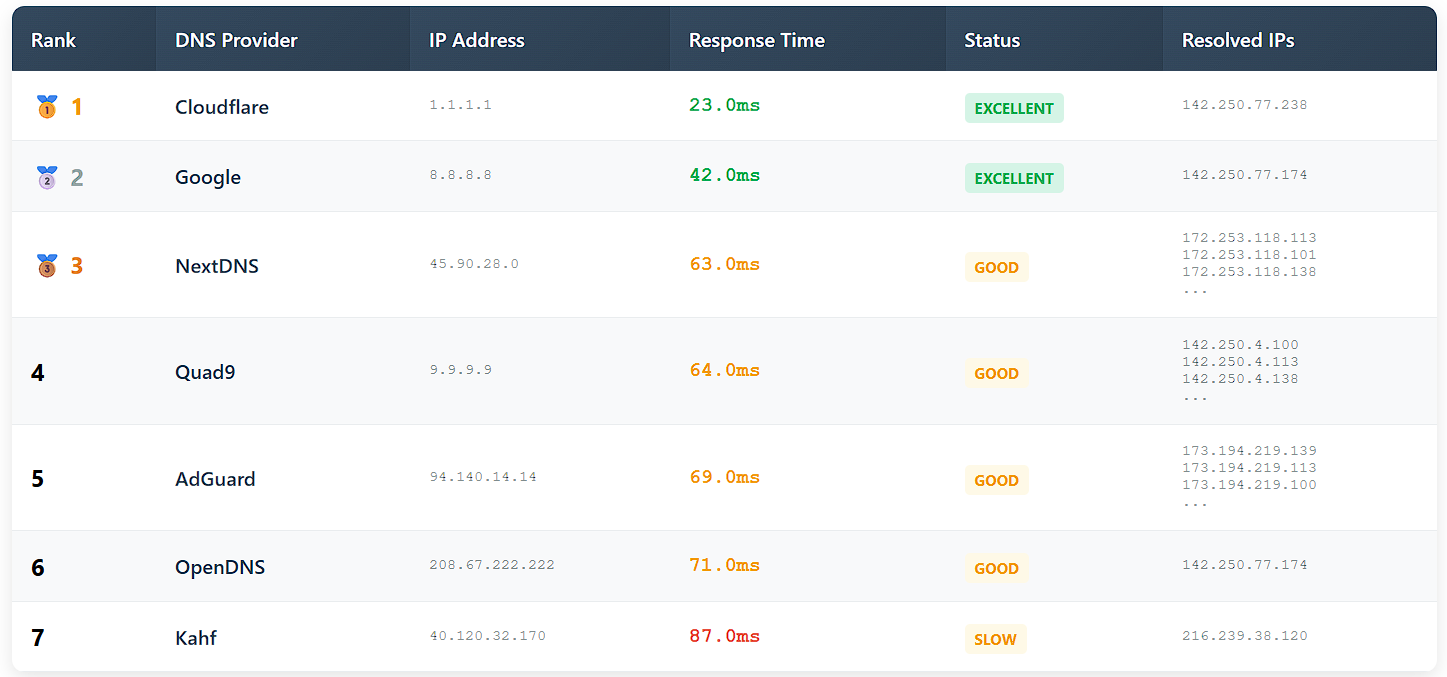 Rank DNS Provider IP Address Response Time Status Resolved IPs
1 1 Cloudflare 1.1.1.1 23.0ms EXCELLENT 142.250.77.238
2 2 Google 8.8.8.8 42.0ms EXCELLENT 142.250.77.174
3 3 NextDNS 45.90.28.0 63.0ms GOOD 172.253.118.113
172.253.118.101
172.253.118.138
...
4 Quad9 9.9.9.9 64.0ms GOOD 142.250.4.100
142.250.4.113
142.250.4.138
...
5 AdGuard 94.140.14.14 69.0ms GOOD 173.194.219.139
173.194.219.113
173.194.219.100
...
6 OpenDNS 208.67.222.222 71.0ms GOOD 142.250.77.174
7 Kahf 40.120.32.170 87.0ms SLOW 216.239.38.120